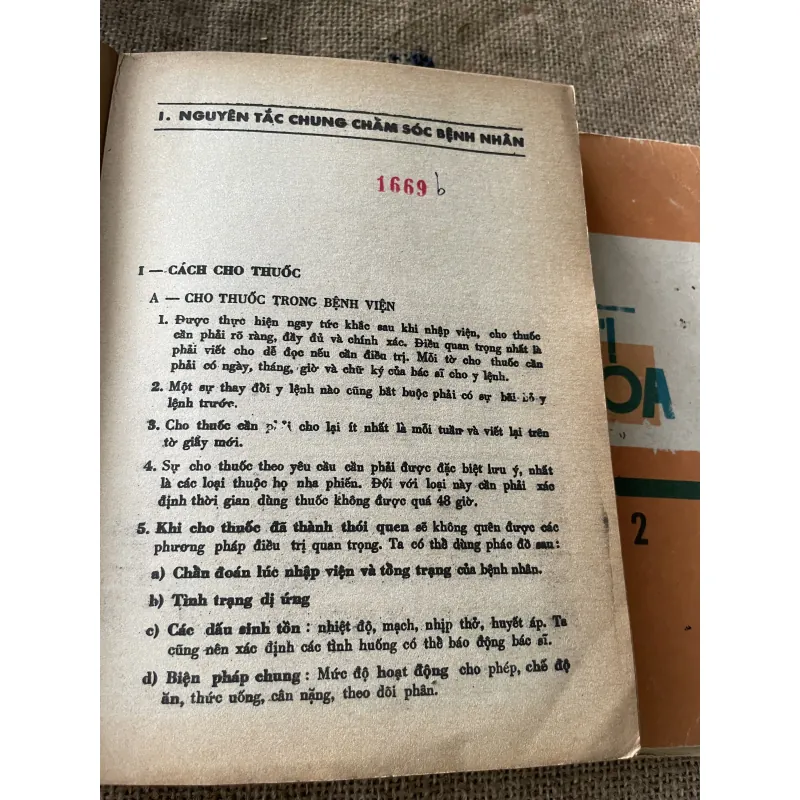 1. NGUYÊN TẮC CHUNG CHĂM SÓC BỆNH NHÂN
1669 b
I — CÁCH CHO THUỐC
A — CHO THUỐC TRONG BỆNH VIỆN
1. Được thực hiện ngay tức khắc sau khi nhập viện, cho thuốc
cần phải rõ ràng, đầy đủ và chính xác. Điều quan trọng nhất là
phải viết cho dễ đọc nếu cần điều trị. Mỗi tờ cho thuốc cần
phải có ngày, tháng, giờ và chữ ký của bác sĩ cho y lệnh.
2. Một sự thay đổi y lệnh nào cũng bắt buộc phải có sự bãi bỏ y
lệnh trước.
3. Cho thuốc cần cho lại ít nhất là mỗi tuần và viết lại trên
tờ giấy mới.
4. Sự cho thuốc theo yêu cầu cần phải được đặc biệt lưu ý, nhất
là các loại thuộc họ nha phiến. Đối với loại này cần phải xác
định thời gian dùng thuốc không được quá 48 giờ.
5. Khi cho thuốc đã thành thói quen sẽ không quên được các
phương pháp điều trị quan trọng. Ta có thể dùng phác đồ sau:
a) Chẩn đoán lúc nhập viện và tổng trạng của bệnh nhân.
b) Tình trạng dị ứng
c) Các dấu sinh tồn : nhiệt độ, mạch, nhịp thở, huyết áp. Ta
cũng nên xác định các tình huống có thể báo động bác sĩ.
d) Biện pháp chung : Mức độ hoạt động cho phép, chế độ
ăn, thức uống, cân nặng, theo dõi phân.
OA
2